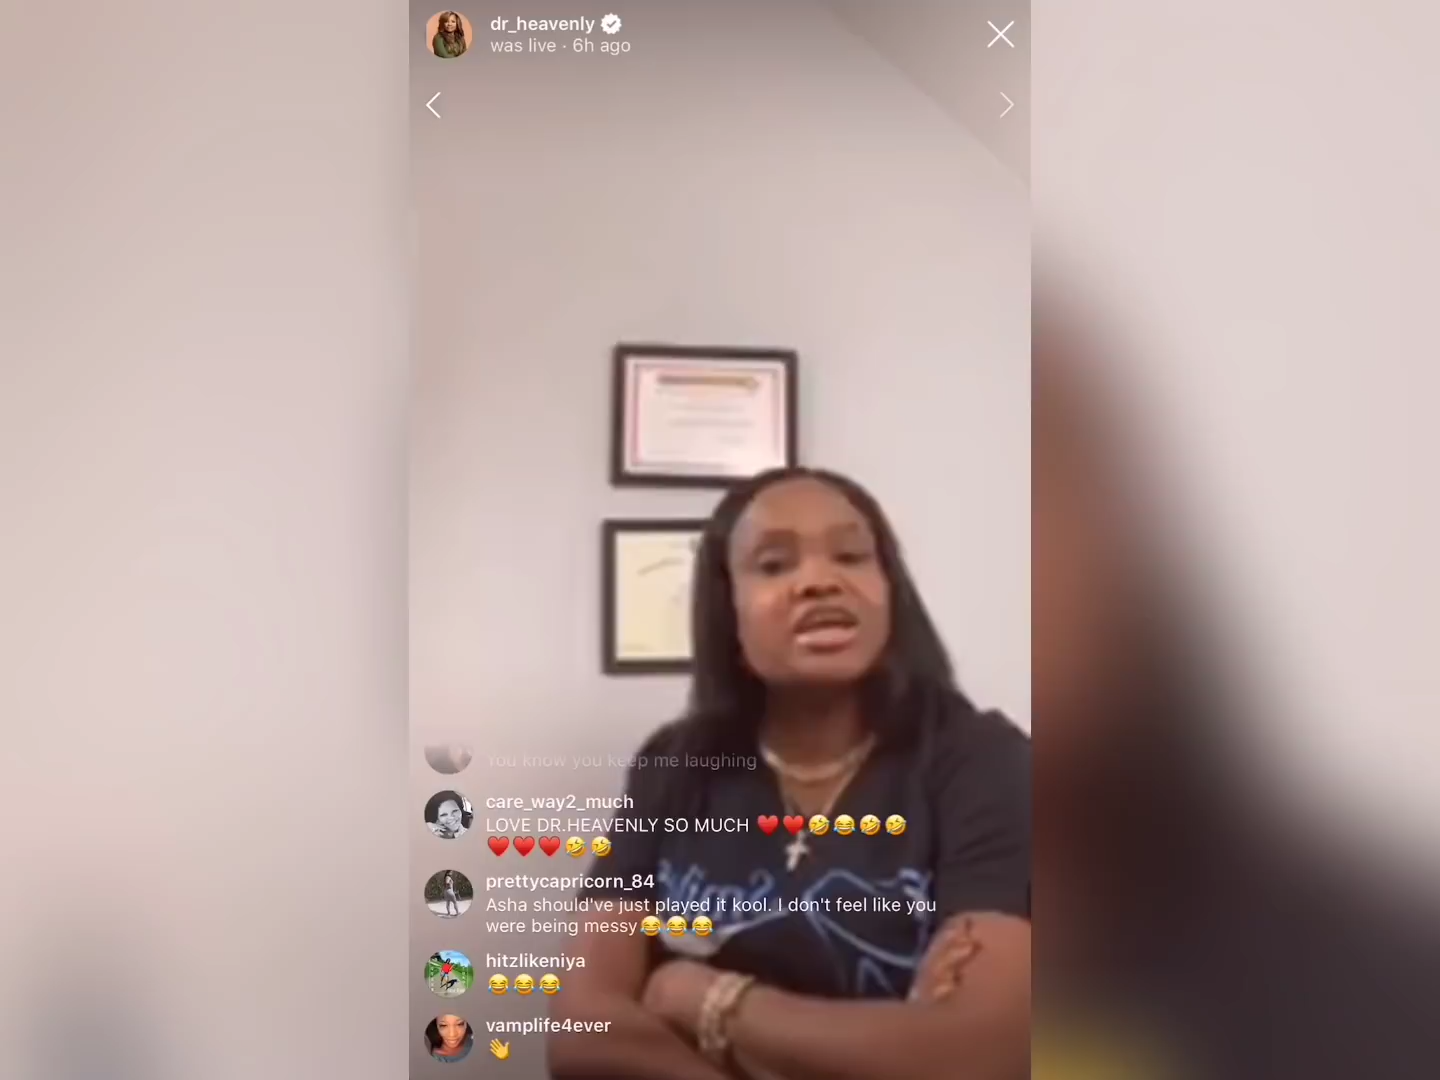 dr_heavenly
was live · 6h ago
You know you keep me laughing
care_way2_much
LOVE DR.HEAVENLY SO MUCH ❤️❤️🤣😂🤣🤣
❤️❤️❤️🤣🤣
prettycapricorn_84
Asha should've just played it kool. I don't feel like you
were being messy😂😂😂
hitzlikeniya
😂😂😂
vamplife4ever
👋